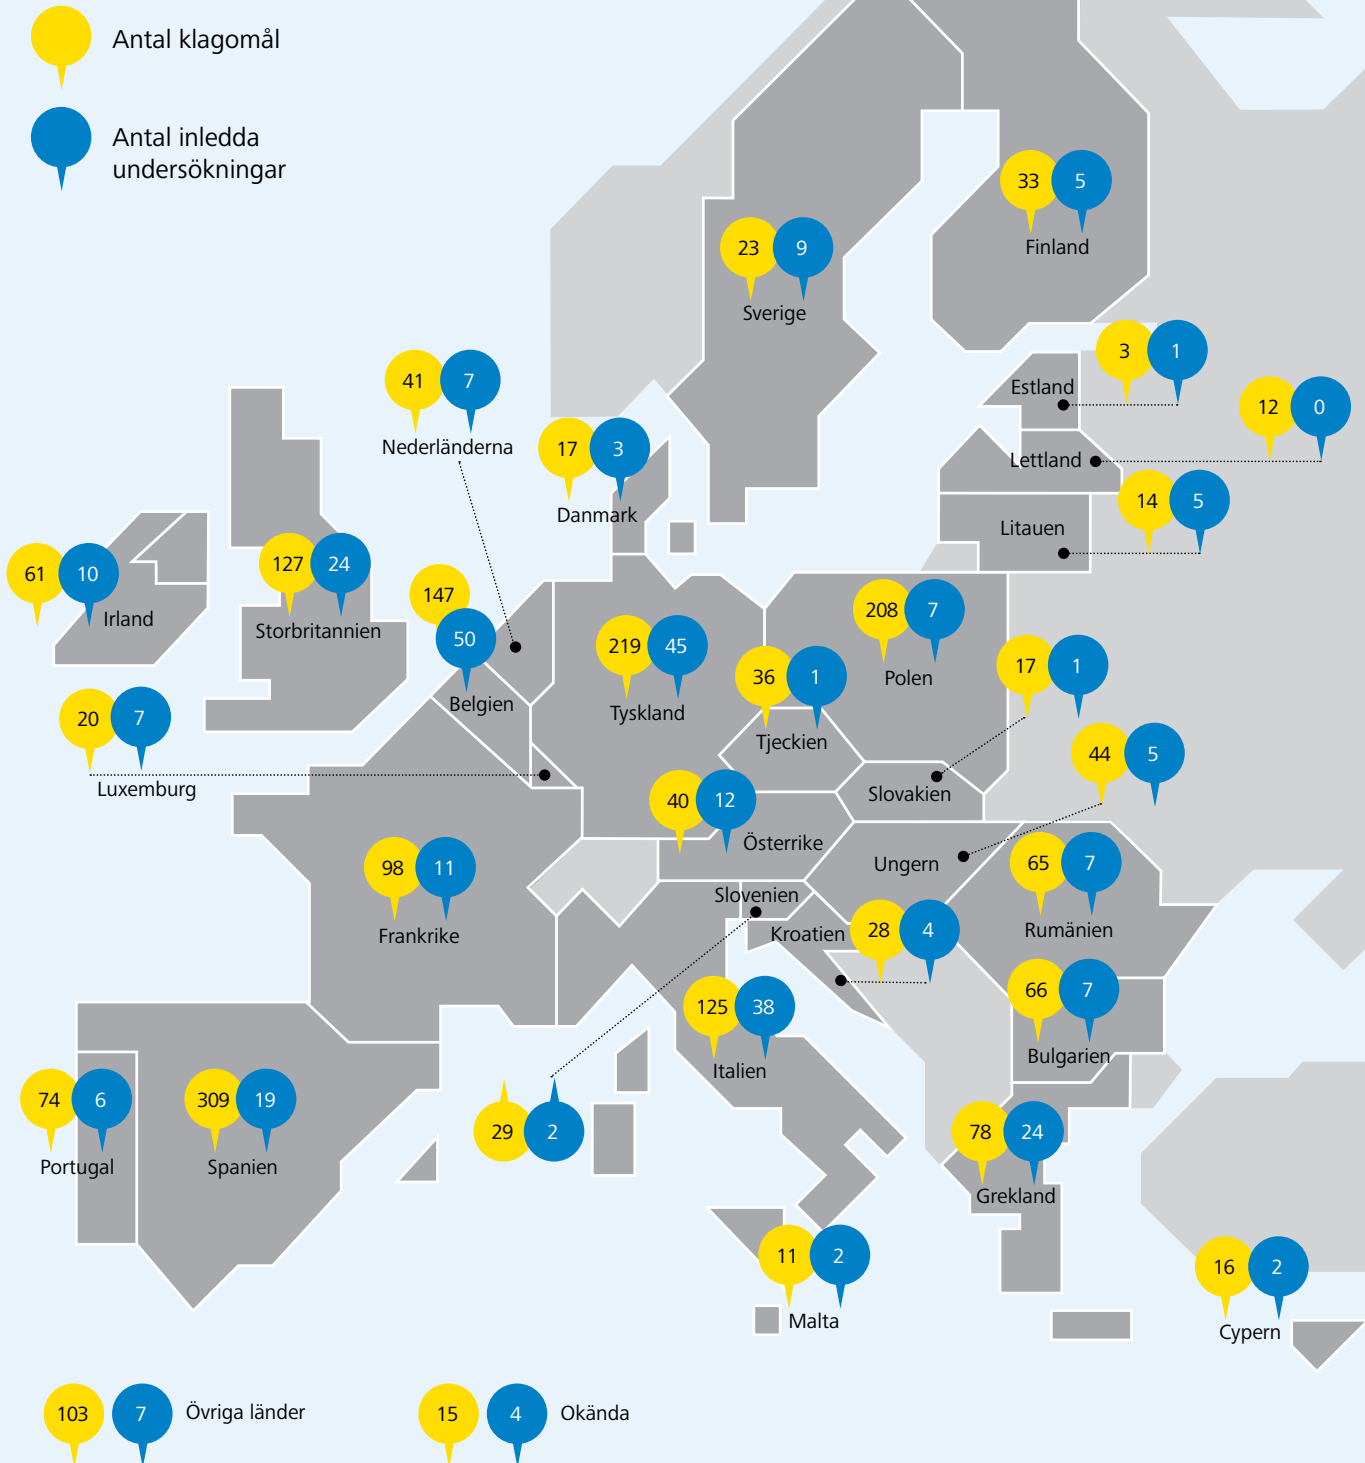 Antal klagomål
Antal inledda
undersökningar
33 5
Finland
23 9
Sverige
3 1
Estland
12 0
Lettland
14 5
Litauen
41 7
Nederländerna
17 3
Danmark
61 10
Irland
127 24
Storbritannien
147
50
Belgien
219 45
Tyskland
208 7
Polen
36 1
Tjeckien
17 1
Slovakien
20 7
Luxemburg
44 5
Ungern
40 12
Österrike
98 11
Frankrike
65 7
Rumänien
Slovenien
29 2
Kroatien
28 4
125 38
Italien
66 7
Bulgarien
74 6
Portugal
309 19
Spanien
78 24
Grekland
11 2
Malta
16 2
Cypern
103 7 Övriga länder
15 4 Okända